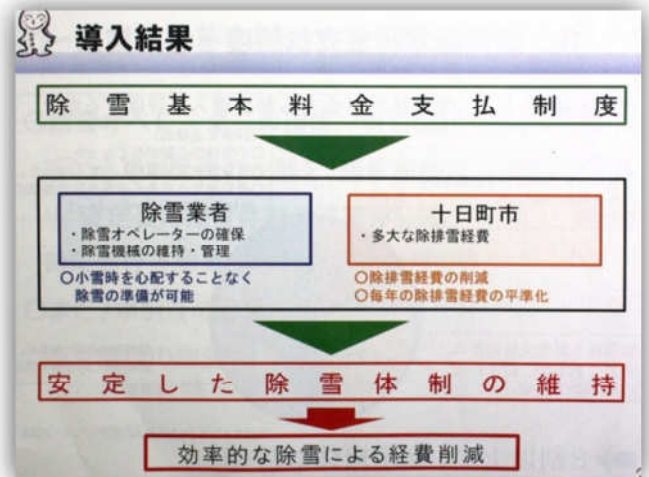 導入結果
除雪基本料金支払制度
除雪業者
・除雪オペレーターの確保
・除雪機械の維持・管理
○小雪時を心配することなく
除雪の準備が可能
十日町市
・多大な除排雪経費
○除排雪経費の削減
○毎年の除排雪経費の平準化
安定した除雪体制の維持
効率的な除雪による経費削減